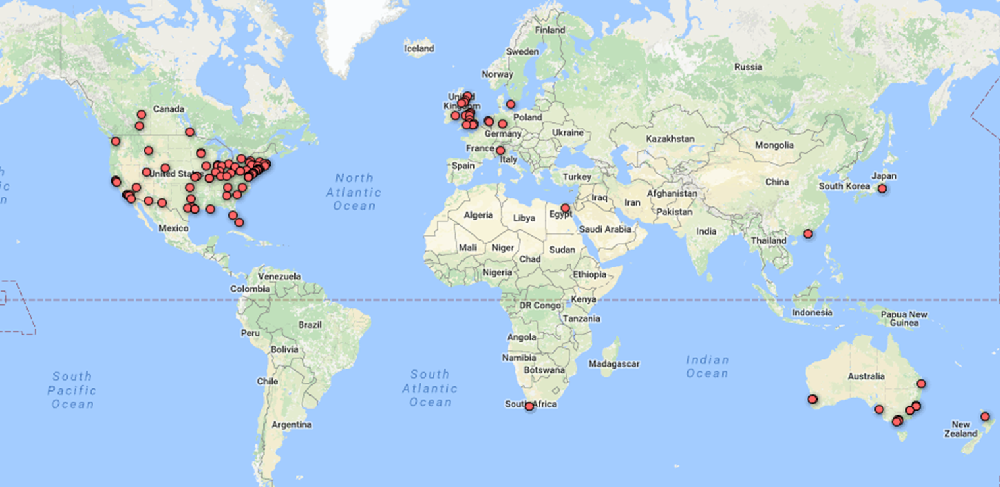 Finland
Iceland
Sweden
Russia
Norway
United
Kingdom
Canada
Poland
Germany
Ukraine
Kazakhstan
Mongolia
France
Italy
Spain
United States
Turkey
China
Japan
South Korea
North
Atlantic
Ocean
Afghanistan
Iraq
Iran
Pakistan
Algeria
Libya
Egypt
Saudi Arabia
India
Thailand
Mexico
Mali
Niger
Sudan
Chad
Nigeria
Ethiopia
Venezuela
Colombia
Kenya
DR Congo
Indonesia
Papua New
Guinea
Tanzania
Brazil
Peru
Angola
Bolivia
Namibia
Botswana
Madagascar
Indian
Ocean
South
Pacific
Ocean
South
Atlantic
Ocean
Chile
Australia
South Africa
Argentina
New
Zealand